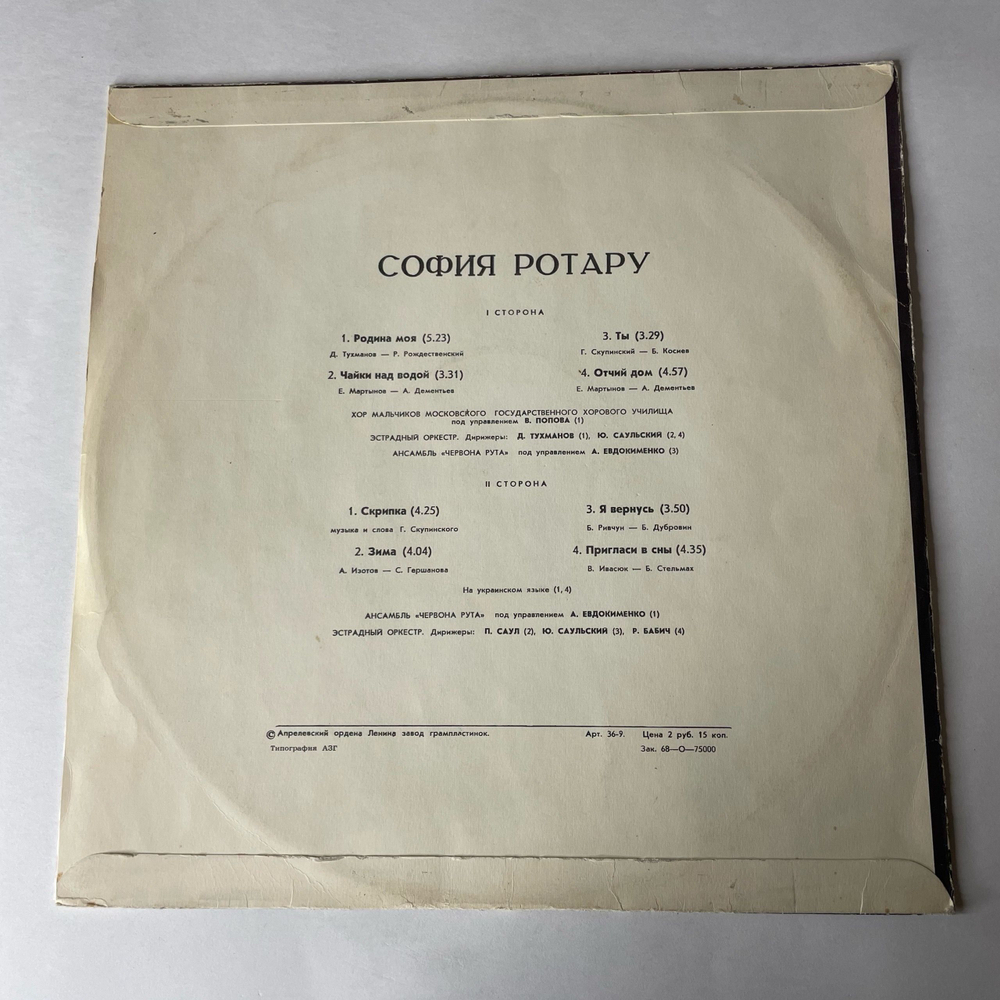 СОФИЯ РОТАРУ
I СТОРОНА
1. Родина моя (5.23)
Д. Тухманов — Р. Рождественский
2. Чайки над водой (3.31)
Е. Мартынов — А. Дементьев
3. Ты (3.29)
Г. Скупинский — Б. Косиев
4. Отчий дом (4.57)
Е. Мартынов — А. Дементьев
ХОР МАЛЬЧИКОВ МОСКОВСКОГО ГОСУДАРСТВЕННОГО ХОРОВОГО УЧИЛИЩА
под управлением В. ПОПОВА (1)
ЭСТРАДНЫЙ ОРКЕСТР. Дирижеры: Д. ТУХМАНОВ (1), Ю. САУЛЬСКИЙ (2, 4)
АНСАМБЛЬ «ЧЕРВОНА РУТА» под управлением А. ЕВДОКИМЕНКО (3)
II СТОРОНА
1. Скрипка (4.25)
музыка и слова Г. Скупинского
2. Зима (4.04)
А. Изотов — С. Гершанова
3. Я вернусь (3.50)
Б. Ривчун — Б. Дубровин
4. Пригласи в сны (4.35)
В. Ивасюк — Б. Стельмах
На украинском языке (1, 4)
АНСАМБЛЬ «ЧЕРВОНА РУТА» под управлением А. ЕВДОКИМЕНКО (1)
ЭСТРАДНЫЙ ОРКЕСТР. Дирижеры: П. САУЛ (2), Ю. САУЛЬСКИЙ (3), Р. БАБИЧ (4)
© Апрелевский ордена Ленина завод грампластинок. Арт. 36-9. Цена 2 руб. 15 коп.
Типография АЗГ Зак. 68—О—75000